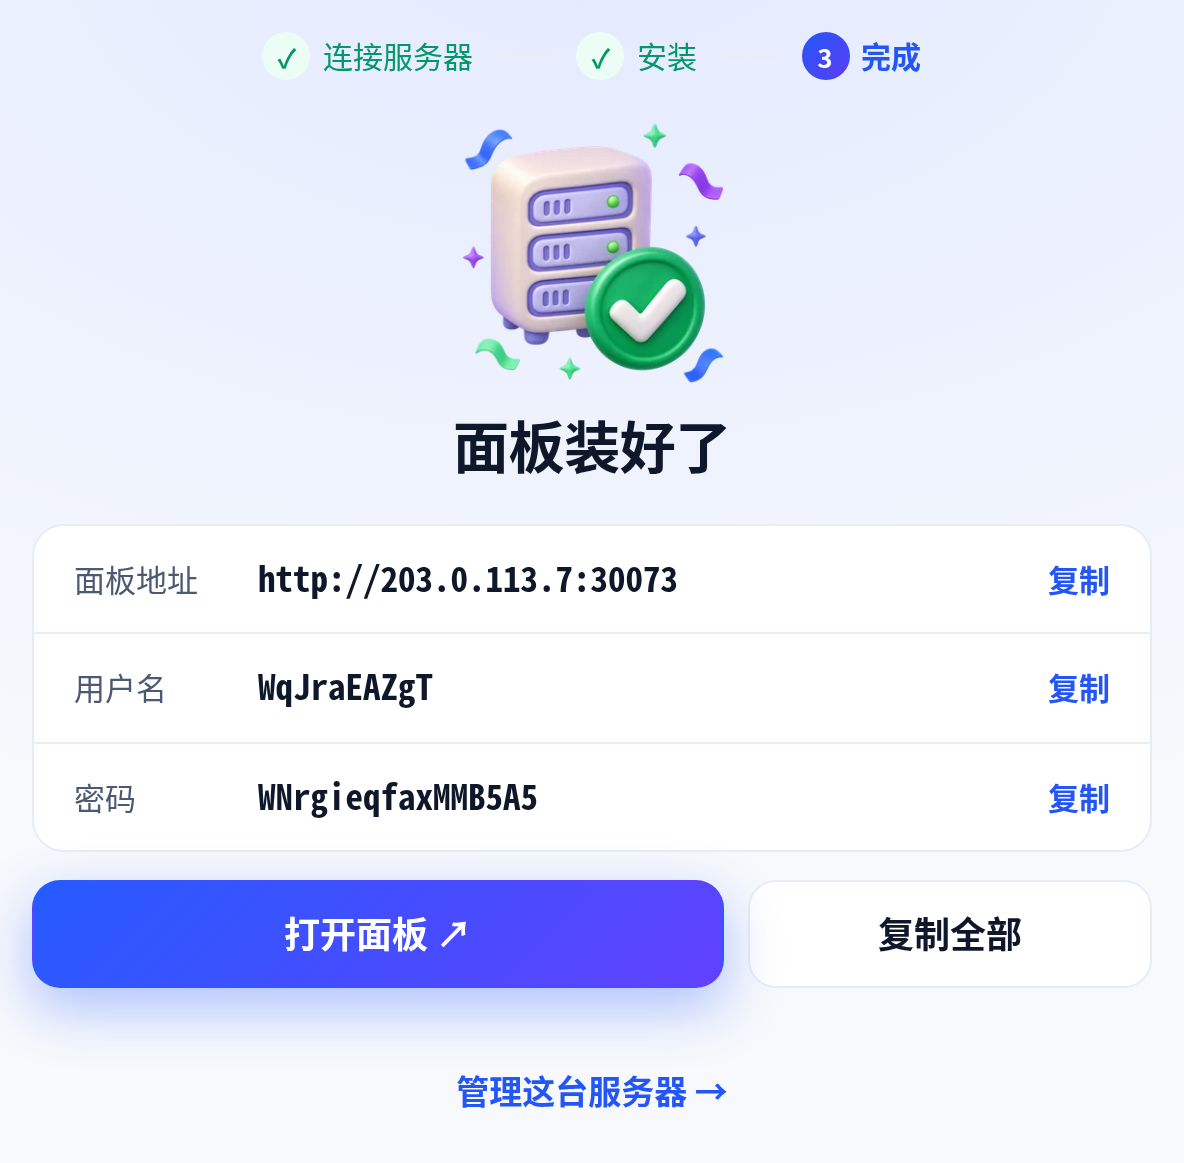 ✓ 连接服务器 ✓ 安装 3 完成
面板装好了
面板地址 http://203.0.113.7:30073 复制
用户名 WqJraEAZgT 复制
密码 WNrgieqfaxMMB5A5 复制
打开面板 ↗ 复制全部
管理这台服务器 →